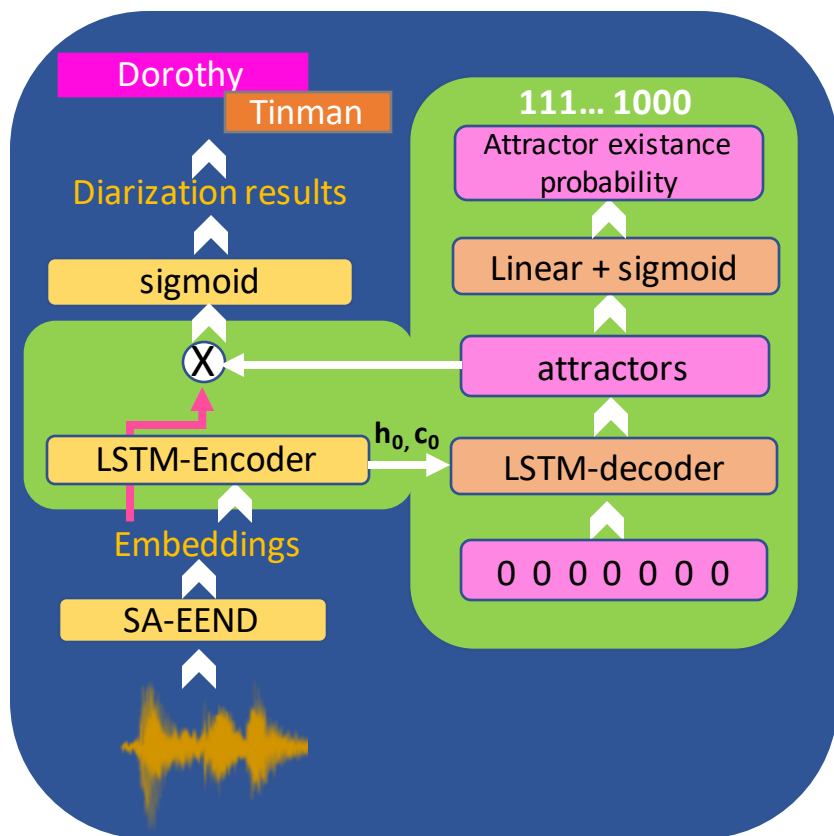 Dorothy
Tinman
Diarization results
sigmoid
X
LSTM-Encoder
h₀, c₀
Embeddings
SA-EEND
111... 1000
Attractor existance
probability
Linear + sigmoid
attractors
LSTM-decoder
0 0 0 0 0 0 0